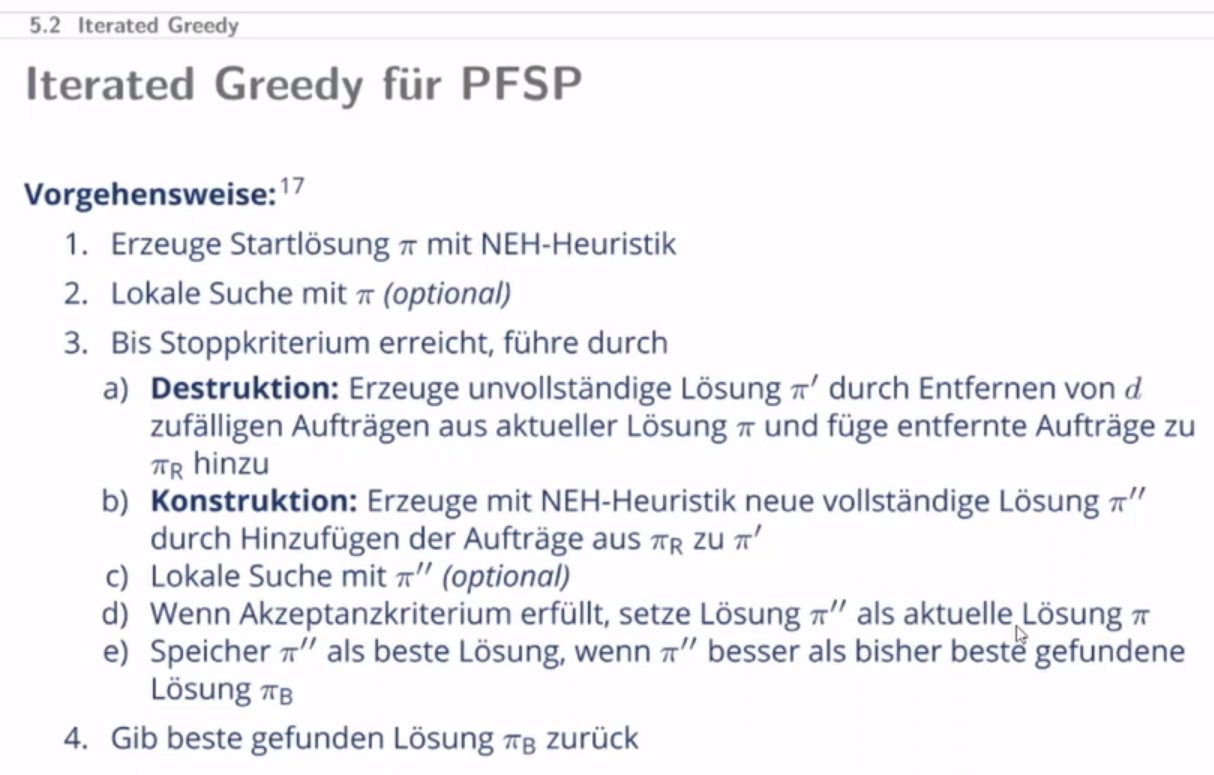 5.2 Iterated Greedy
Iterated Greedy für PFSP
Vorgehensweise:¹⁷
1. Erzeuge Startlösung π mit NEH-Heuristik
2. Lokale Suche mit π (optional)
3. Bis Stoppkriterium erreicht, führe durch
a) Destruktion: Erzeuge unvollständige Lösung π′ durch Entfernen von d
zufälligen Aufträgen aus aktueller Lösung π und füge entfernte Aufträge zu
π_R hinzu
b) Konstruktion: Erzeuge mit NEH-Heuristik neue vollständige Lösung π′′
durch Hinzufügen der Aufträge aus π_R zu π′
c) Lokale Suche mit π′′ (optional)
d) Wenn Akzeptanzkriterium erfüllt, setze Lösung π′′ als aktuelle Lösung π
e) Speicher π′′ als beste Lösung, wenn π′′ besser als bisher beste gefundene
Lösung π_B
4. Gib beste gefunden Lösung π_B zurück